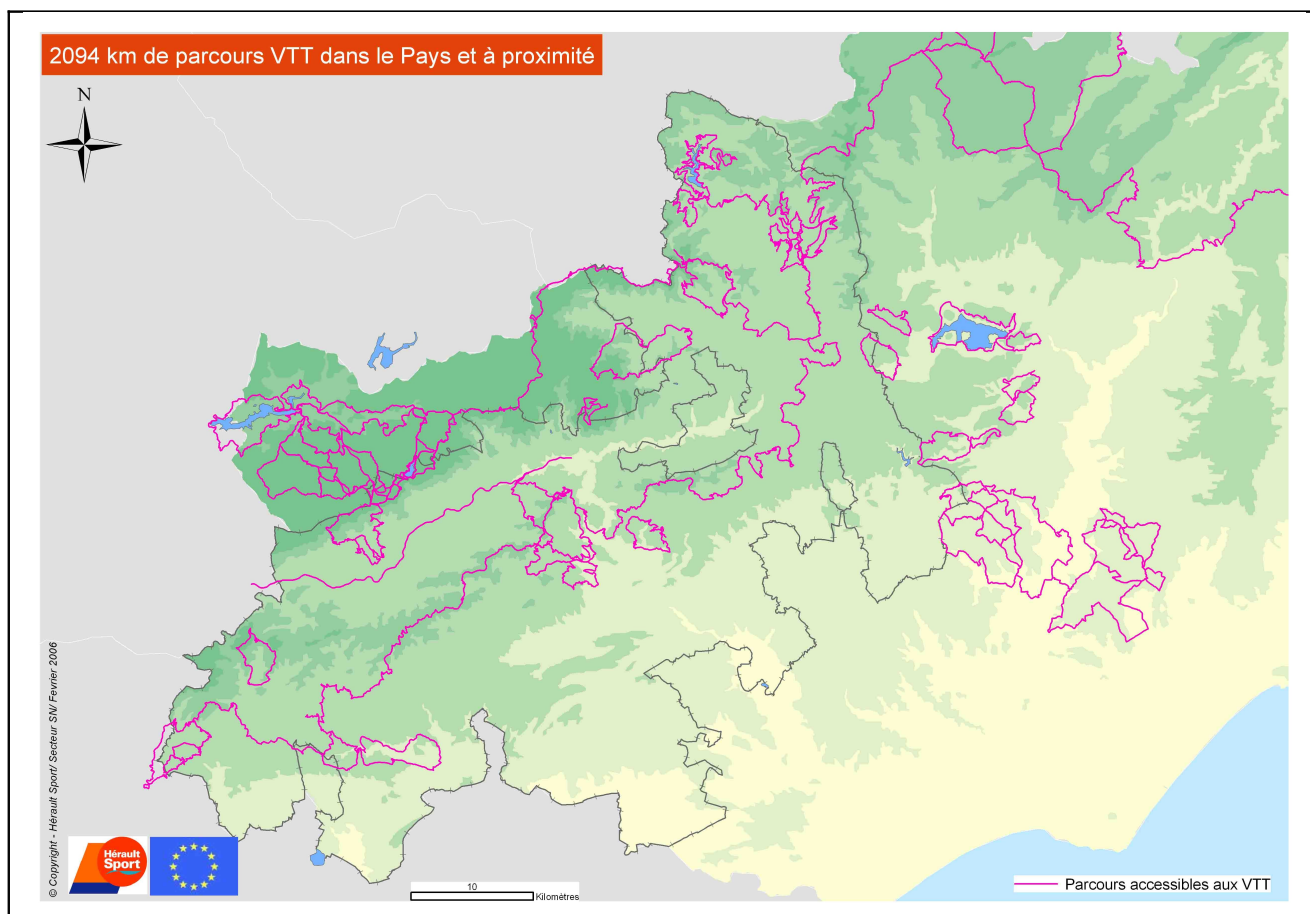 2094 km de parcours VTT dans le Pays et à proximité
N
© Copyright - Hérault Sport/ Secteur SN/ Fevrier 2006
Hérault
Sport
10
Kilomètres
Parcours accessibles aux VTT